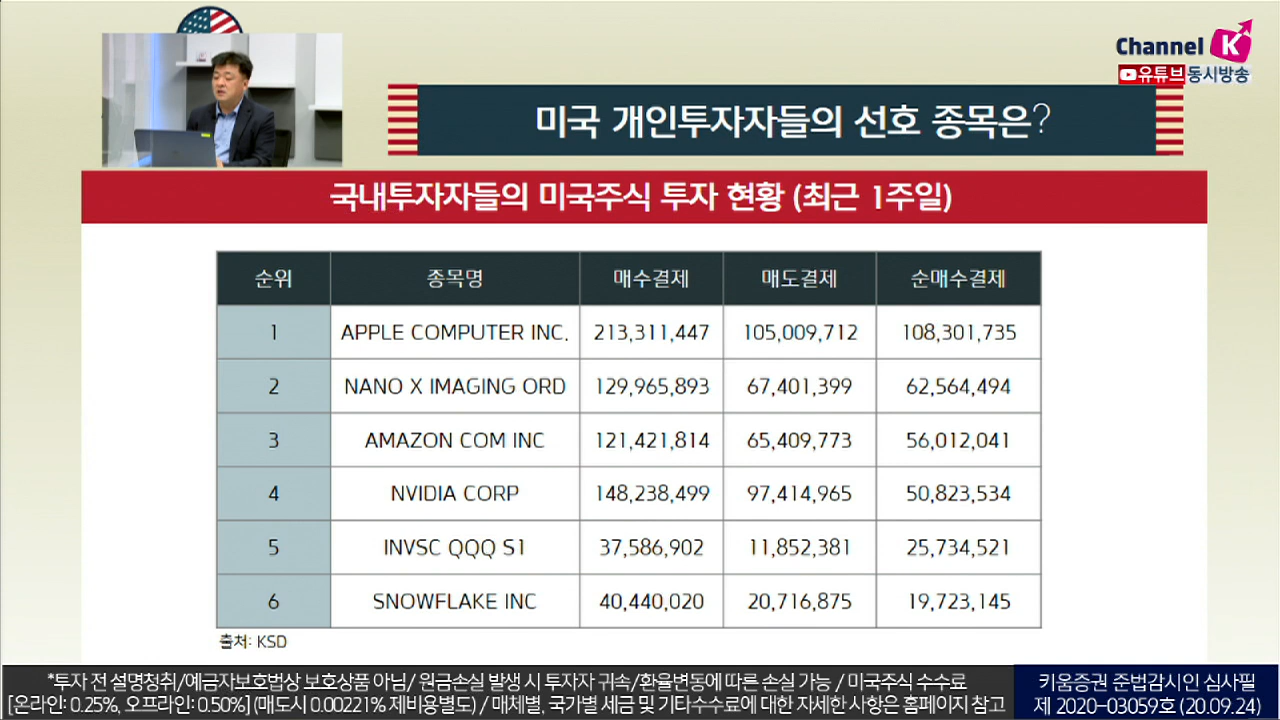 Channel K
유튜브 동시방송
미국 개인투자자들의 선호 종목은?
국내투자자들의 미국주식 투자 현황 (최근 1주일)
순위 종목명 매수결제 매도결제 순매수결제
1 APPLE COMPUTER INC. 213,311,447 105,009,712 108,301,735
2 NANO X IMAGING ORD 129,965,893 67,401,399 62,564,494
3 AMAZON COM INC 121,421,814 65,409,773 56,012,041
4 NVIDIA CORP 148,238,499 97,414,965 50,823,534
5 INVSC QQQ S1 37,586,902 11,852,381 25,734,521
6 SNOWFLAKE INC 40,440,020 20,716,875 19,723,145
출처: KSD
*투자 전 설명청취/예금자보호법상 보호상품 아님/ 원금손실 발생 시 투자자 귀속/환율변동에 따른 손실 가능 / 미국주식 수수료
[온라인: 0.25%, 오프라인: 0.50%] (매도시 0.00221% 제비용별도) / 매체별, 국가별 세금 및 기타수수료에 대한 자세한 사항은 홈페이지 참고
키움증권 준법감시인 심사필
제 2020-03059호 (20.09.24)